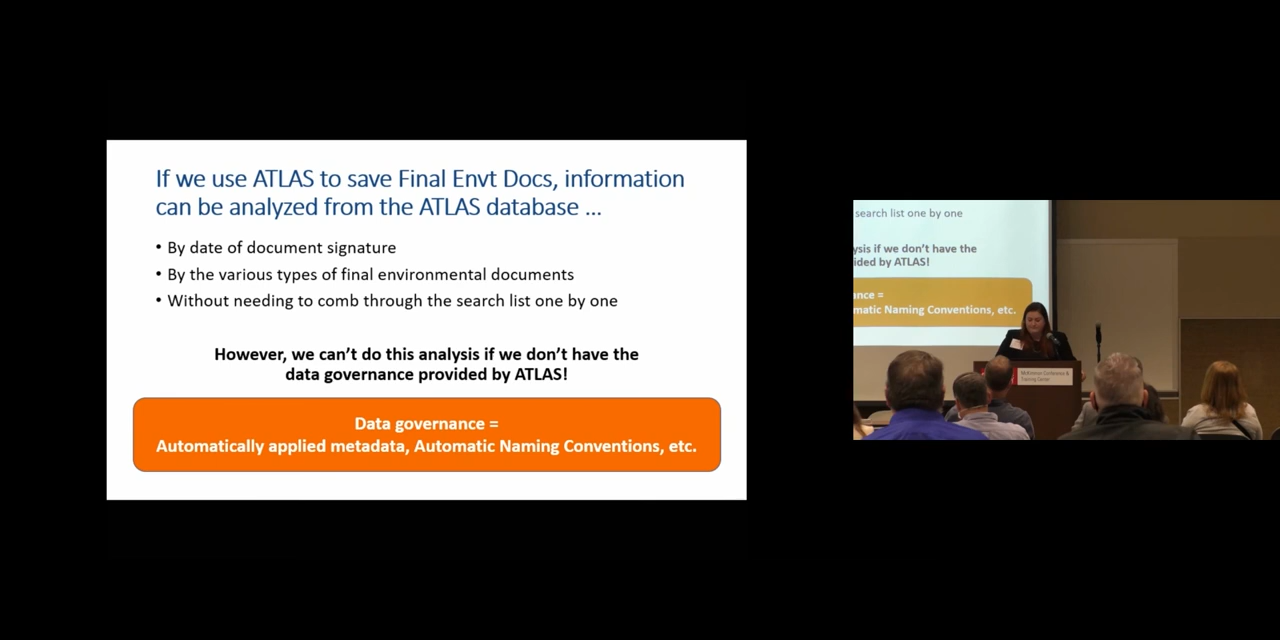 If we use ATLAS to save Final Envt Docs, information
can be analyzed from the ATLAS database ...
• By date of document signature
• By the various types of final environmental documents
• Without needing to comb through the search list one by one
However, we can’t do this analysis if we don’t have the
data governance provided by ATLAS!
Data governance =
Automatically applied metadata, Automatic Naming Conventions, etc.
search list one by one
ysis if we don’t have the
ided by ATLAS!
ance =
matic Naming Conventions, etc.
McKimmon Conference &
Training Center